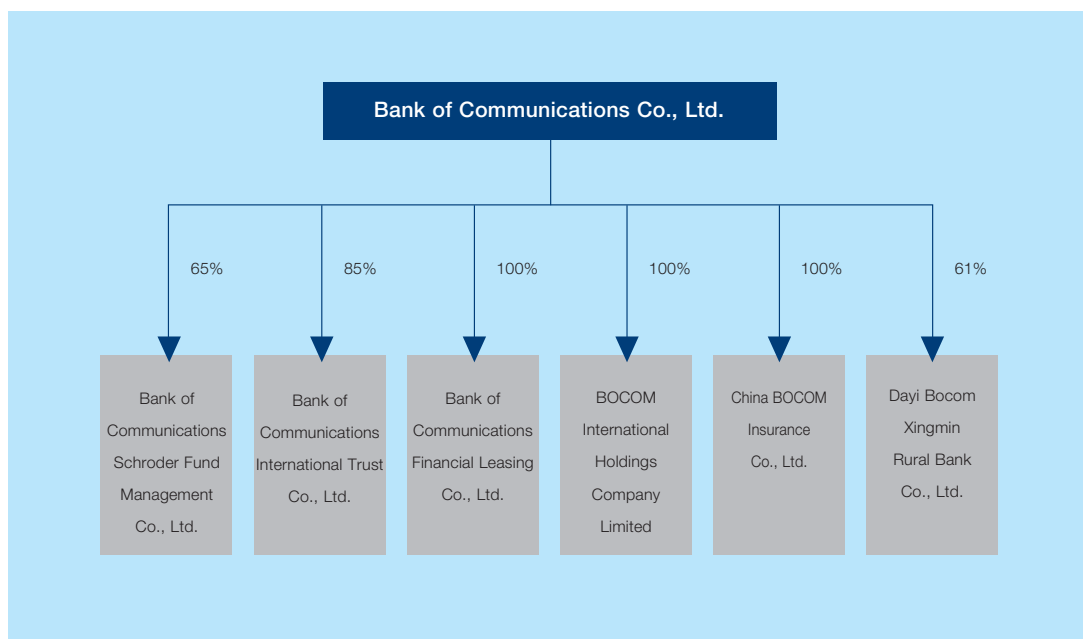 Bank of Communications Co., Ltd.
65%
85%
100%
100%
100%
61%
Bank of
Communications
Schroder Fund
Management
Co., Ltd.
Bank of
Communications
International Trust
Co., Ltd.
Bank of
Communications
Financial Leasing
Co., Ltd.
BOCOM
International
Holdings
Company
Limited
China BOCOM
Insurance
Co., Ltd.
Dayi Bocom
Xingmin
Rural Bank
Co., Ltd.